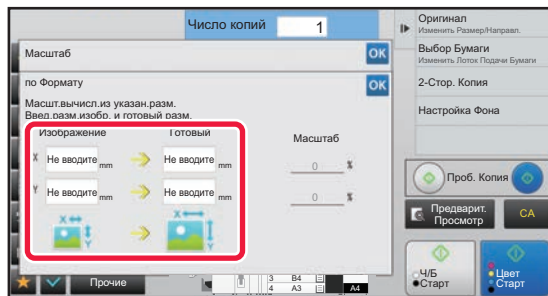 Число копий 1
Масштаб OK
по Формату OK
Масшт.вычисл.из указан.разм.
Введ.разм.изобр. и готовый разм.
Изображение Готовый Масштаб
X Не вводите mm Не вводите mm 0 %
Y Не вводите mm Не вводите mm 0 %
X Y X Y
Прочие
3 B4
4 A3 A4
Оригинал
Изменить Размер/Направл.
Выбор Бумаги
Изменить Лоток Подачи Бумаги
2-Стор. Копия
Настройка Фона
Проб. Копия
Предварит.
Просмотр
CA
Ч/Б
Старт
Цвет
Старт